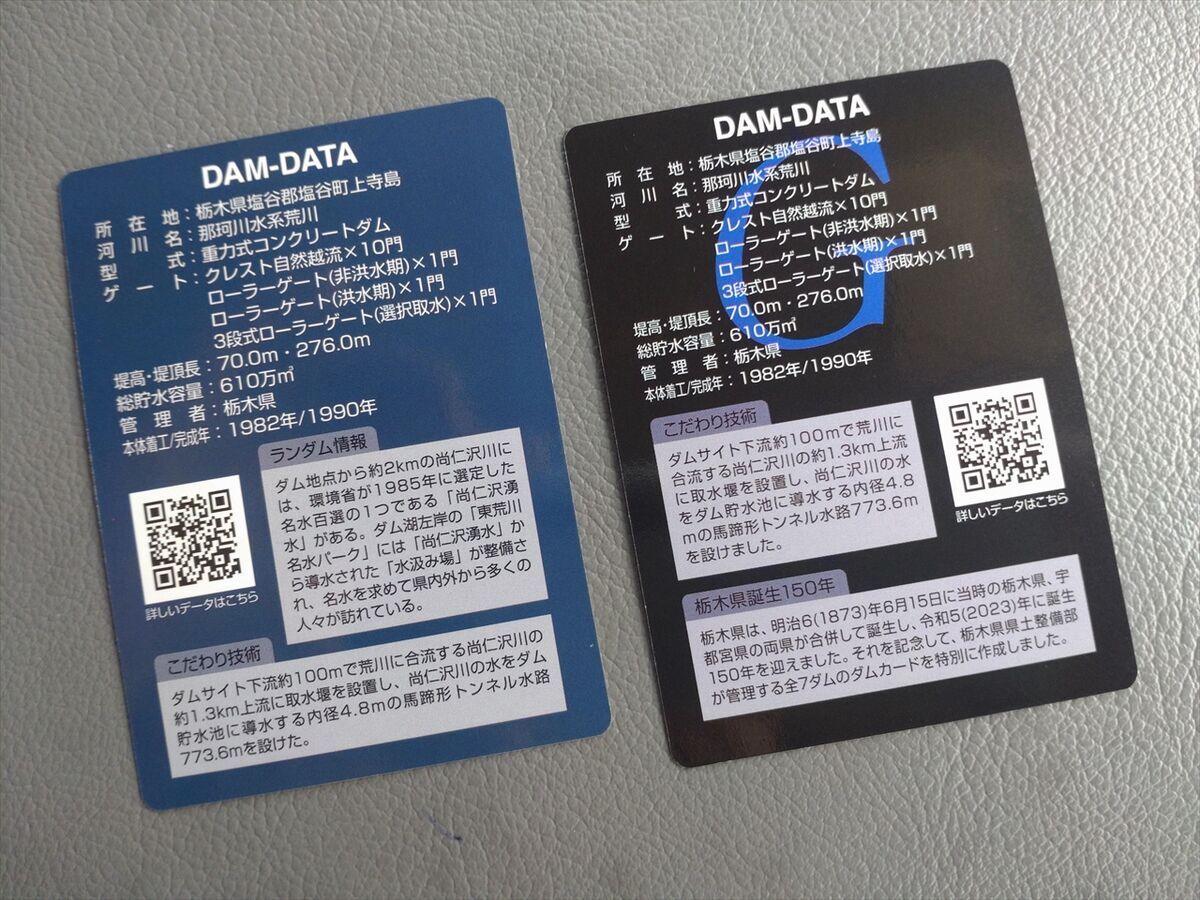 DAM-DATA
所在地：栃木県塩谷郡塩谷町上寺島
河川名：那珂川水系荒川
型式：重力式コンクリートダム
ゲート：クレスト自然越流×10門
ローラーゲート(非洪水期)×1門
ローラーゲート(洪水期)×1門
3段式ローラーゲート(選択取水)×1門
堤高・堤頂長：70.0m・276.0m
総貯水容量：610万㎥
管理者：栃木県
本体着工/完成年：1982年/1990年
ランダム情報
ダム地点から約2kmの尚仁沢川に
は、環境省が1985年に選定した
名水百選の1つである「尚仁沢湧
水」がある。ダム湖左岸の「東荒川
名水パーク」には「尚仁沢湧水」か
ら導水された「水汲み場」が整備さ
れ、名水を求めて県内外から多くの
人々が訪れている。
詳しいデータはこちら
こだわり技術
ダムサイト下流約100mで荒川に合流する尚仁沢川の
約1.3km上流に取水堰を設置し、尚仁沢川の水をダム
貯水池に導水する内径4.8mの馬蹄形トンネル水路
773.6mを設けた。
DAM-DATA
G
所在地：栃木県塩谷郡塩谷町上寺島
河川名：那珂川水系荒川
型式：重力式コンクリートダム
ゲート：クレスト自然越流×10門
ローラーゲート(非洪水期)×1門
ローラーゲート(洪水期)×1門
3段式ローラーゲート(選択取水)×1門
堤高・堤頂長：70.0m・276.0m
総貯水容量：610万㎥
管理者：栃木県
本体着工/完成年：1982年/1990年
こだわり技術
ダムサイト下流約100mで荒川に
合流する尚仁沢川の約1.3km上流
に取水堰を設置し、尚仁沢川の水
をダム貯水池に導水する内径4.8
mの馬蹄形トンネル水路773.6m
を設けました。
詳しいデータはこちら
栃木県誕生150年
栃木県は、明治6(1873)年6月15日に当時の栃木県、宇
都宮県の両県が合併して誕生し、令和5(2023)年に誕生
150年を迎えました。それを記念して、栃木県県土整備部
が管理する全7ダムのダムカードを特別に作成しました。